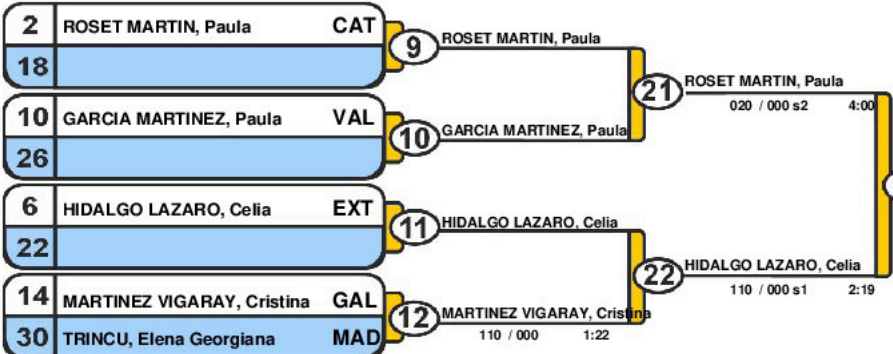 2 ROSET MARTIN, Paula CAT
18
9
ROSET MARTIN, Paula
10 GARCIA MARTINEZ, Paula VAL
26
10
GARCIA MARTINEZ, Paula
21
ROSET MARTIN, Paula
020 / 000 s2 4:00
6 HIDALGO LAZARO, Celia EXT
22
11
HIDALGO LAZARO, Celia
14 MARTINEZ VIGARAY, Cristina GAL
30 TRINCU, Elena Georgiana MAD
12
MARTINEZ VIGARAY, Cristina
110 / 000 1:22
22
HIDALGO LAZARO, Celia
110 / 000 s1 2:19